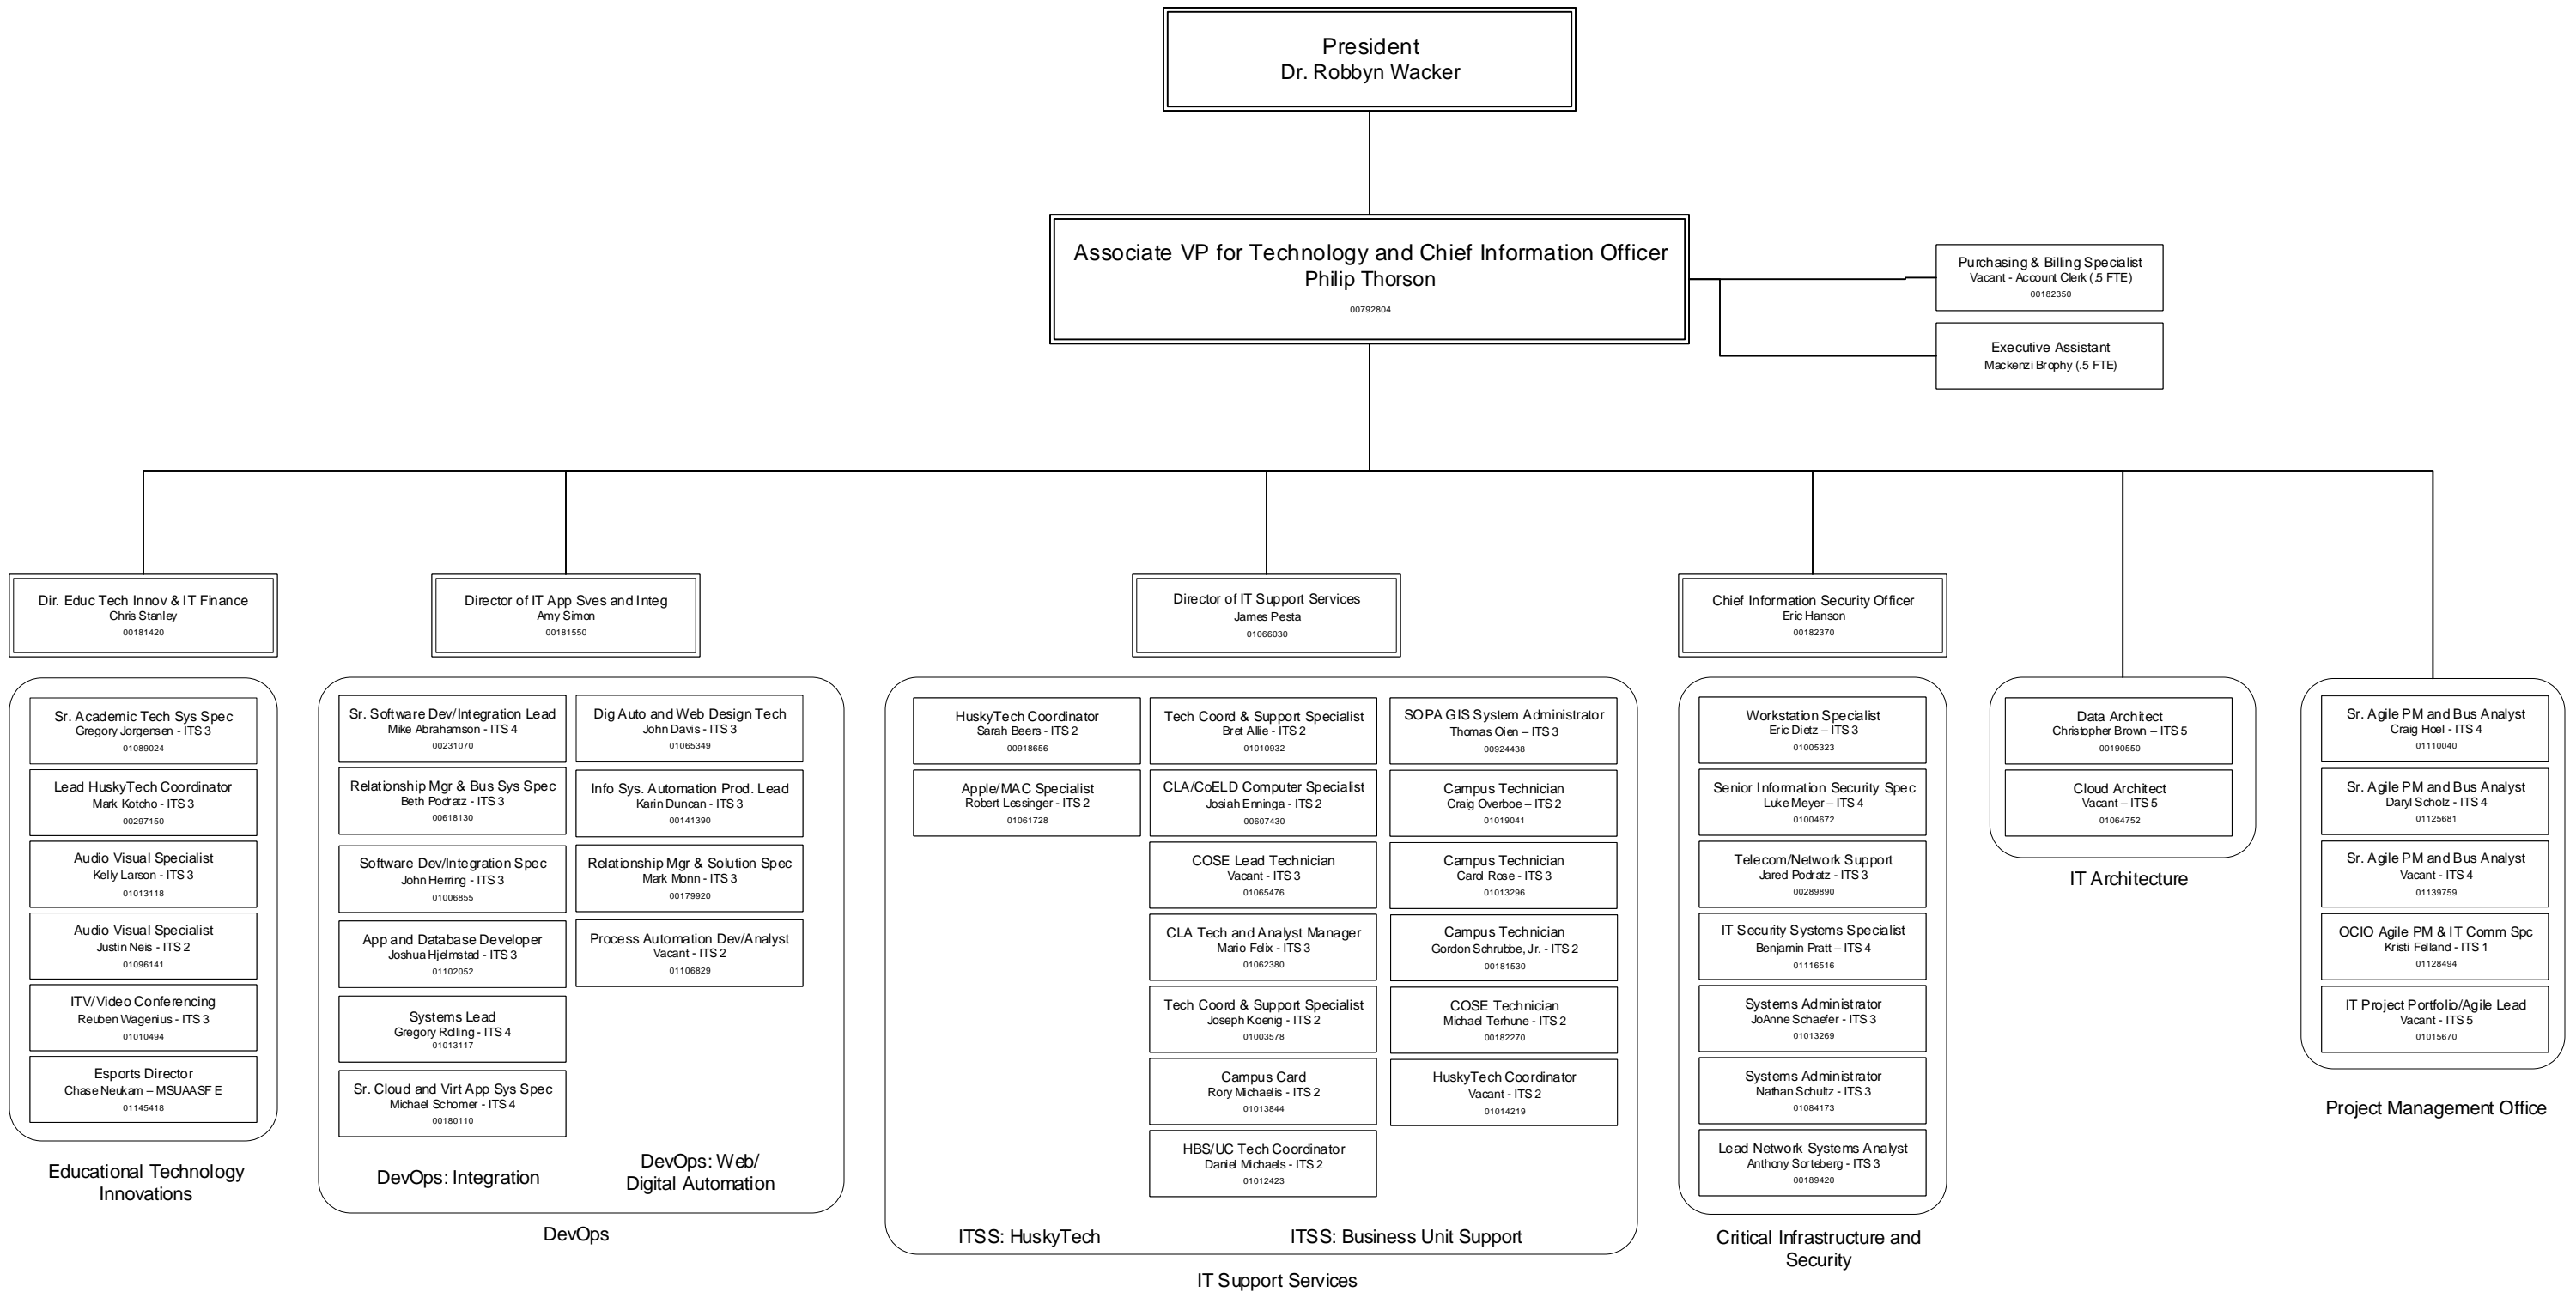 President
Dr. Robbyn Wacker
Associate VP for Technology and Chief Information Officer
Philip Thorson
00792804
Purchasing & Billing Specialist
Vacant - Account Clerk (.5 FTE)
00182350
Executive Assistant
Mackenzi Brophy (.5 FTE)
Dir. Educ Tech Innov & IT Finance
Chris Stanley
00181420
Director of IT App Sves and Integ
Amy Simon
00181550
Director of IT Support Services
James Pesta
01066030
Chief Information Security Officer
Eric Hanson
00182370
Sr. Academic Tech Sys Spec
Gregory Jorgensen - ITS 3
01089024
Lead HuskyTech Coordinator
Mark Kotcho - ITS 3
00297150
Audio Visual Specialist
Kelly Larson - ITS 3
01013118
Audio Visual Specialist
Justin Neis - ITS 2
01096141
ITV/Video Conferencing
Reuben Wagenius - ITS 3
01010494
Esports Director
Chase Neukam – MSUAASF E
01145418
Educational Technology
Innovations
Sr. Software Dev/Integration Lead
Mike Abrahamson - ITS 4
00231070
Relationship Mgr & Bus Sys Spec
Beth Podratz - ITS 3
00618130
Software Dev/Integration Spec
John Herring - ITS 3
01006855
App and Database Developer
Joshua Hjelmstad - ITS 3
01102052
Systems Lead
Gregory Rolling - ITS 4
01013117
Sr. Cloud and Virt App Sys Spec
Michael Schomer - ITS 4
00180110
DevOps: Integration
Dig Auto and Web Design Tech
John Davis - ITS 3
01065349
Info Sys. Automation Prod. Lead
Karin Duncan - ITS 3
00141390
Relationship Mgr & Solution Spec
Mark Monn - ITS 3
00179920
Process Automation Dev/Analyst
Vacant - ITS 2
01106829
DevOps: Web/
Digital Automation
DevOps
HuskyTech Coordinator
Sarah Beers - ITS 2
00918656
Apple/MAC Specialist
Robert Lessinger - ITS 2
01061728
ITSS: HuskyTech
Tech Coord & Support Specialist
Bret Allie - ITS 2
01010932
CLA/CoELD Computer Specialist
Josiah Enninga - ITS 2
00607430
COSE Lead Technician
Vacant - ITS 3
01065476
CLA Tech and Analyst Manager
Mario Felix - ITS 3
01062380
Tech Coord & Support Specialist
Joseph Koenig - ITS 2
01003578
Campus Card
Rory Michaelis - ITS 2
01013844
HBS/UC Tech Coordinator
Daniel Michaels - ITS 2
01012423
SOPA GIS System Administrator
Thomas Oien – ITS 3
00924438
Campus Technician
Craig Overboe – ITS 2
01019041
Campus Technician
Carol Rose - ITS 3
01013296
Campus Technician
Gordon Schrubbe, Jr. - ITS 2
00181530
COSE Technician
Michael Terhune - ITS 2
00182270
HuskyTech Coordinator
Vacant - ITS 2
01014219
ITSS: Business Unit Support
IT Support Services
Workstation Specialist
Eric Dietz – ITS 3
01005323
Senior Information Security Spec
Luke Meyer – ITS 4
01004672
Telecom/Network Support
Jared Podratz - ITS 3
00289890
IT Security Systems Specialist
Benjamin Pratt – ITS 4
01116516
Systems Administrator
JoAnne Schaefer - ITS 3
01013269
Systems Administrator
Nathan Schultz - ITS 3
01084173
Lead Network Systems Analyst
Anthony Sorteberg - ITS 3
00189420
Critical Infrastructure and
Security
Data Architect
Christopher Brown – ITS 5
00190550
Cloud Architect
Vacant – ITS 5
01064752
IT Architecture
Sr. Agile PM and Bus Analyst
Craig Hoel - ITS 4
01110040
Sr. Agile PM and Bus Analyst
Daryl Scholz - ITS 4
01125681
Sr. Agile PM and Bus Analyst
Vacant - ITS 4
01139759
OCIO Agile PM & IT Comm Spc
Kristi Felland - ITS 1
01128494
IT Project Portfolio/Agile Lead
Vacant - ITS 5
01015670
Project Management Office